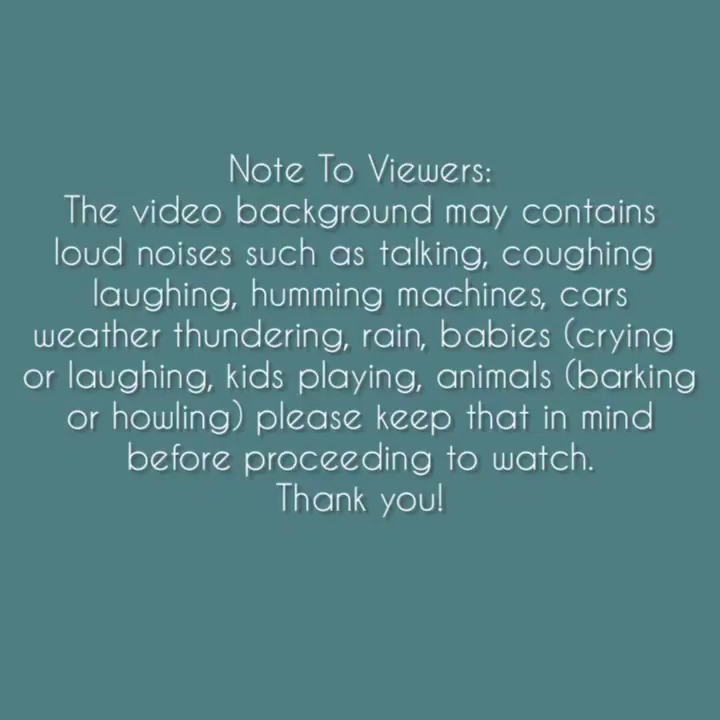 Note To Viewers:
The video background may contains
loud noises such as talking, coughing
laughing, humming machines, cars
weather thundering, rain, babies (crying
or laughing, kids playing, animals (barking
or howling) please keep that in mind
before proceeding to watch.
Thank you!